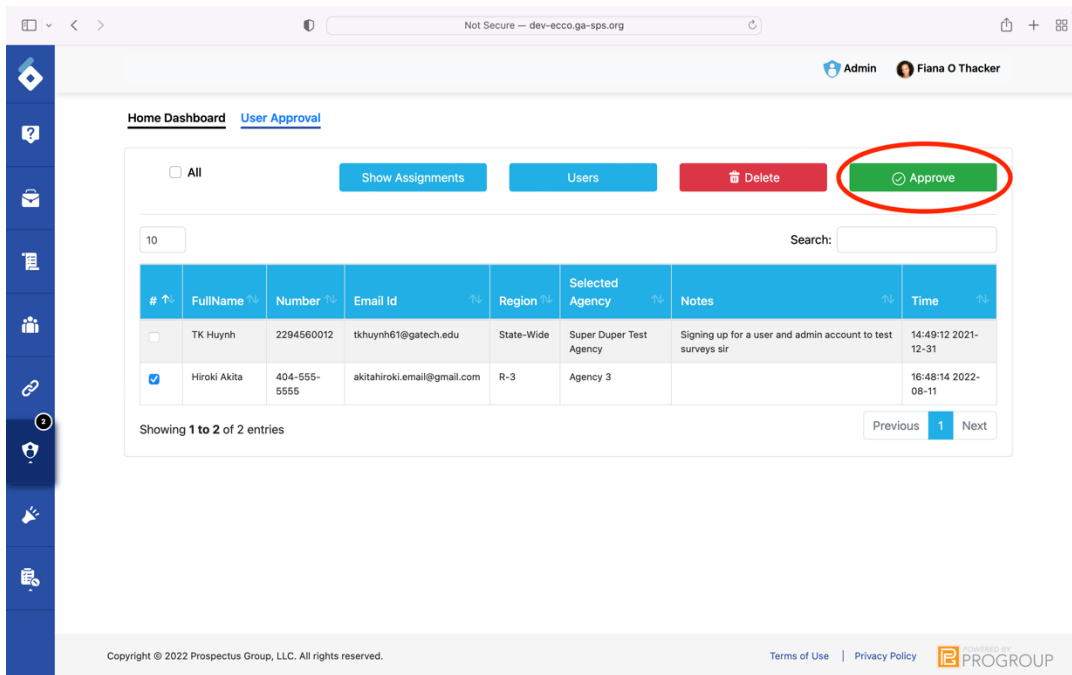 Not Secure — dev-ecco.ga-sps.org
Admin Fiana O Thacker
Home Dashboard User Approval
All Show Assignments Users Delete Approve
10 Search:
# FullName Number Email Id Region Selected Agency Notes Time
TK Huynh 2294560012 tkhuynh61@gatech.edu State-Wide Super Duper Test Signing up for a user and admin account to test 14:49:12 2021-
Agency surveys sir 12-31
Hiroki Akita 404-555- akitahiroki.email@gmail.com R-3 Agency 3 16:48:14 2022-
5555 08-11
2
Showing 1 to 2 of 2 entries Previous 1 Next
Copyright © 2022 Prospectus Group, LLC. All rights reserved. Terms of Use | Privacy Policy POWERED BY
PROGROUP